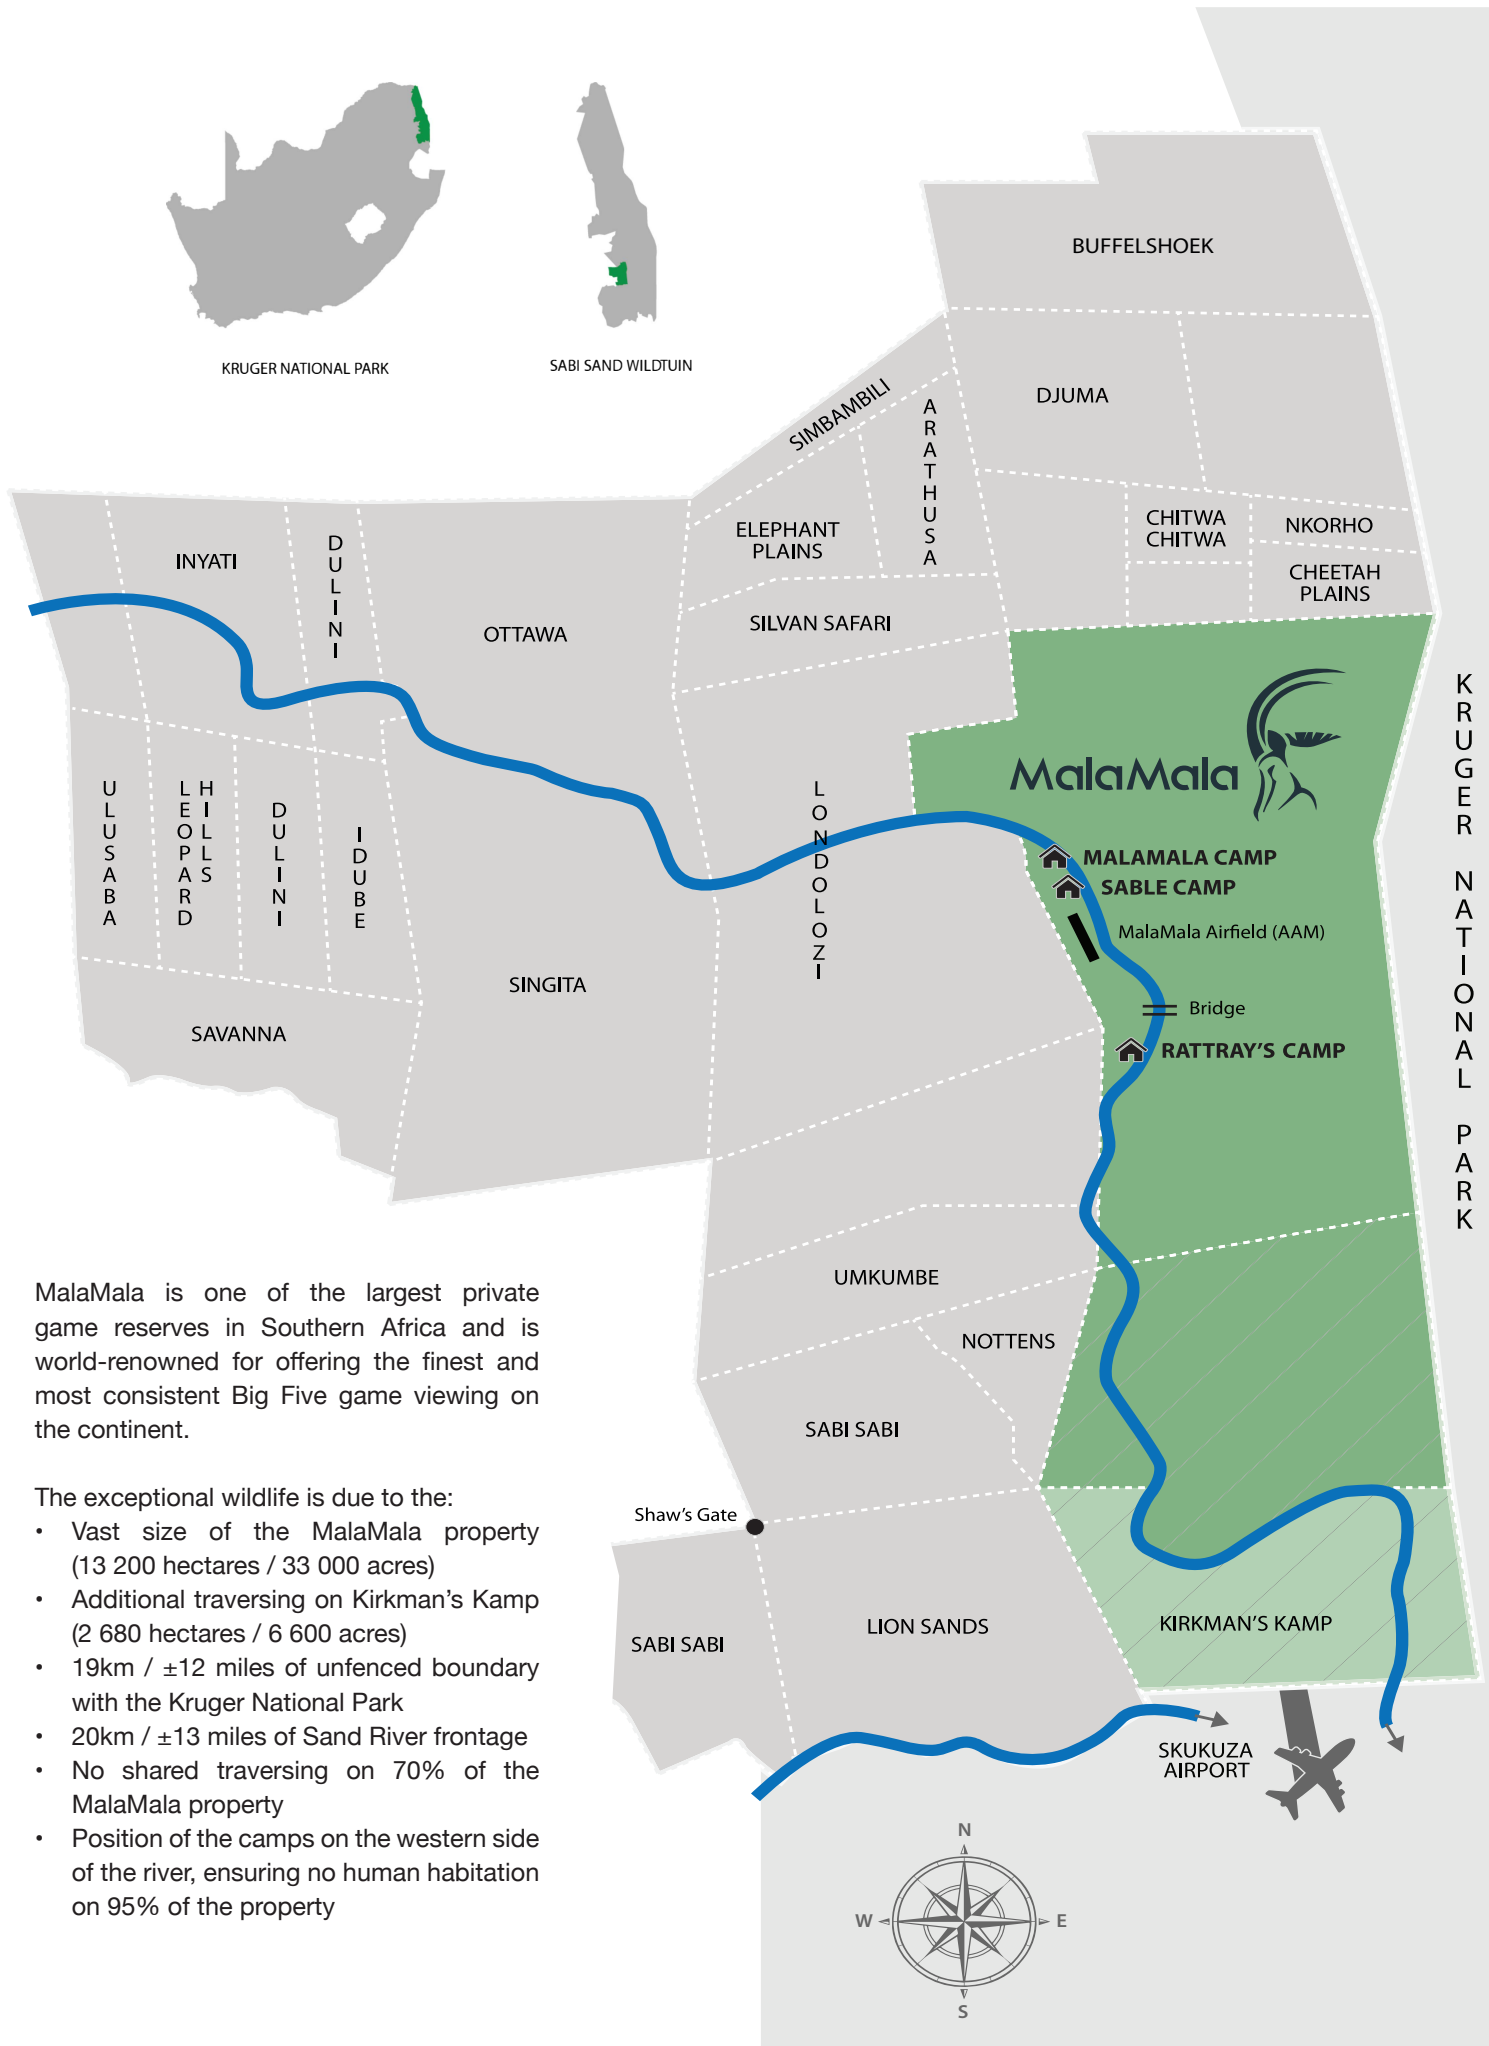 KRUGER NATIONAL PARK
SABI SAND WILDTUIN
BUFFELSHOEK
SIMBAMBILI
ARATHUSA
DJUMA
ELEPHANT
PLAINS
CHITWA
CHITWA
NKORHO
CHEETAH
PLAINS
INYATI
DULINI
OTTAWA
SILVAN SAFARI
MalaMala
KRUGER NATIONAL PARK
ULUSABA
LEOPARD
HILLS
DULINI
IDUBE
LONDOLOZI
MALAMALA CAMP
SABLE CAMP
MalaMala Airfield (AAM)
SINGITA
Bridge
SAVANNA
RATTRAY'S CAMP
UMKUMBE
NOTTENS
SABI SABI
Shaw's Gate
SABI SABI
LION SANDS
KIRKMAN'S KAMP
SKUKUZA
AIRPORT
N
W
E
S
MalaMala is one of the largest private
game reserves in Southern Africa and is
world-renowned for offering the finest and
most consistent Big Five game viewing on
the continent.
The exceptional wildlife is due to the:
• Vast size of the MalaMala property
(13 200 hectares / 33 000 acres)
• Additional traversing on Kirkman's Kamp
(2 680 hectares / 6 600 acres)
• 19km / ±12 miles of unfenced boundary
with the Kruger National Park
• 20km / ±13 miles of Sand River frontage
• No shared traversing on 70% of the
MalaMala property
• Position of the camps on the western side
of the river, ensuring no human habitation
on 95% of the property